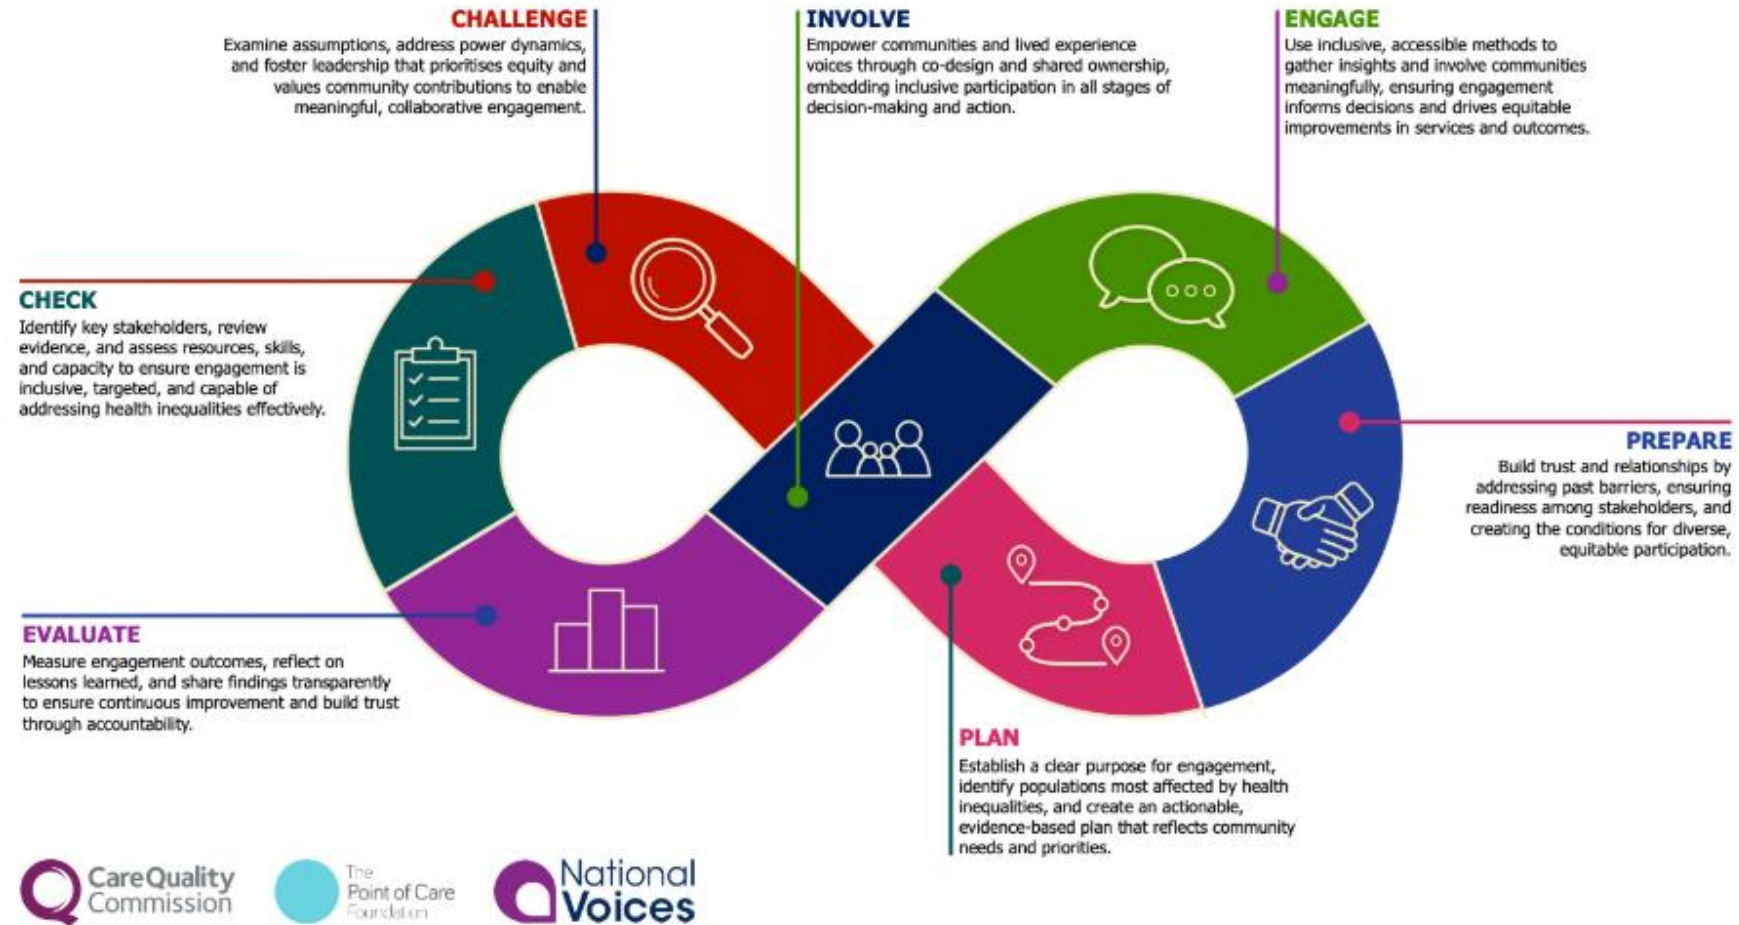 CHALLENGE
Examine assumptions, address power dynamics,
and foster leadership that prioritises equity and
values community contributions to enable
meaningful, collaborative engagement.
INVOLVE
Empower communities and lived experience
voices through co-design and shared ownership,
embedding inclusive participation in all stages of
decision-making and action.
ENGAGE
Use inclusive, accessible methods to
gather insights and involve communities
meaningfully, ensuring engagement
informs decisions and drives equitable
improvements in services and outcomes.
CHECK
Identify key stakeholders, review
evidence, and assess resources, skills,
and capacity to ensure engagement is
inclusive, targeted, and capable of
addressing health inequalities effectively.
PREPARE
Build trust and relationships by
addressing past barriers, ensuring
readiness among stakeholders, and
creating the conditions for diverse,
equitable participation.
EVALUATE
Measure engagement outcomes, reflect on
lessons learned, and share findings transparently
to ensure continuous improvement and build trust
through accountability.
PLAN
Establish a clear purpose for engagement,
identify populations most affected by health
inequalities, and create an actionable,
evidence-based plan that reflects community
needs and priorities.
CareQuality
Commission
The
Point of Care
Foundation
National
Voices